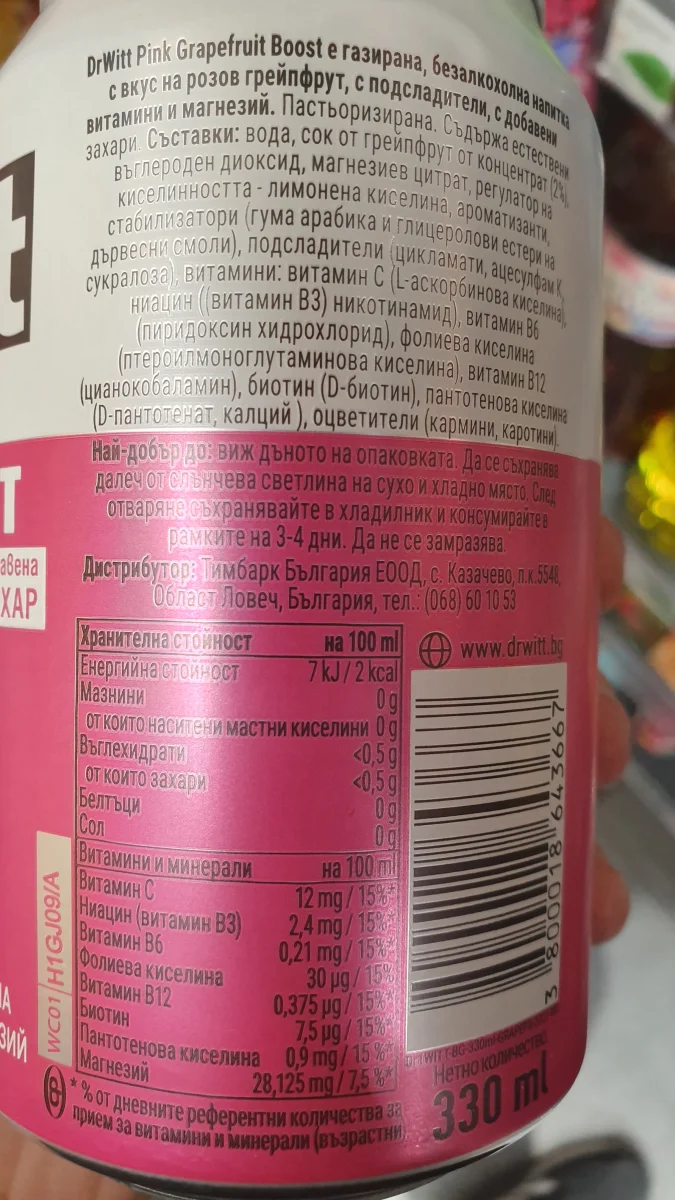 DrWitt Pink Grapefruit Boost е газирана, безалкохолна напитка
с вкус на розов грейпфрут, с подсладители, с добавени
витамини и магнезий. Пастьоризирана. Съдържа естествени
захари. Съставки: вода, сок от грейпфрут от концентрат (2%),
въглероден диоксид, магнезиев цитрат, регулатор на
киселинността - лимонена киселина, ароматизанти,
стабилизатори (гума арабика и глицеролови естери на
дървесни смоли), подсладители (цикламати, ацесулфам К,
сукралоза), витамини: витамин С (L-аскорбинова киселина),
ниацин ((витамин В3) никотинамид), витамин В6
(пиридоксин хидрохлорид), фолиева киселина
(птероилмоноглутаминова киселина), витамин В12
(цианокобаламин), биотин (D-биотин), пантотенова киселина
(D-пантотенат, калций ), оцветители (кармини, каротини).
Най-добър до: виж дъното на опаковката. Да се съхранява
далеч от слънчева светлина на сухо и хладно място. След
отваряне съхранявайте в хладилник и консумирайте в
рамките на 3-4 дни. Да не се замразява.
Дистрибутор: Тимбарк България ЕООД, с. Казачево, п.к. 5548,
Област Ловеч, България, тел.: (068) 60 10 53
www.drwitt.bg
Хранителна стойност на 100 ml
Енергийна стойност 7 kJ / 2 kcal
Мазнини 0 g
от които наситени мастни киселини 0 g
Въглехидрати <0,5 g
от които захари <0,5 g
Белтъци 0 g
Сол 0 g
Витамини и минерали на 100 ml
Витамин С 12 mg / 15%*
Ниацин (витамин В3) 2,4 mg / 15%*
Витамин В6 0,21 mg / 15%*
Фолиева киселина 30 µg / 15%
Витамин В12 0,375 µg / 15%*
Биотин 7,5 µg / 15%*
Пантотенова киселина 0,9 mg / 15 %*
Магнезий 28,125 mg / 7,5 %*
* % от дневните референтни количества за
прием за витамини и минерали (възрастни)
3 800018 643667
Нетно количество
330 ml
WC01 H1GJ09/A
t
Т
ХАР